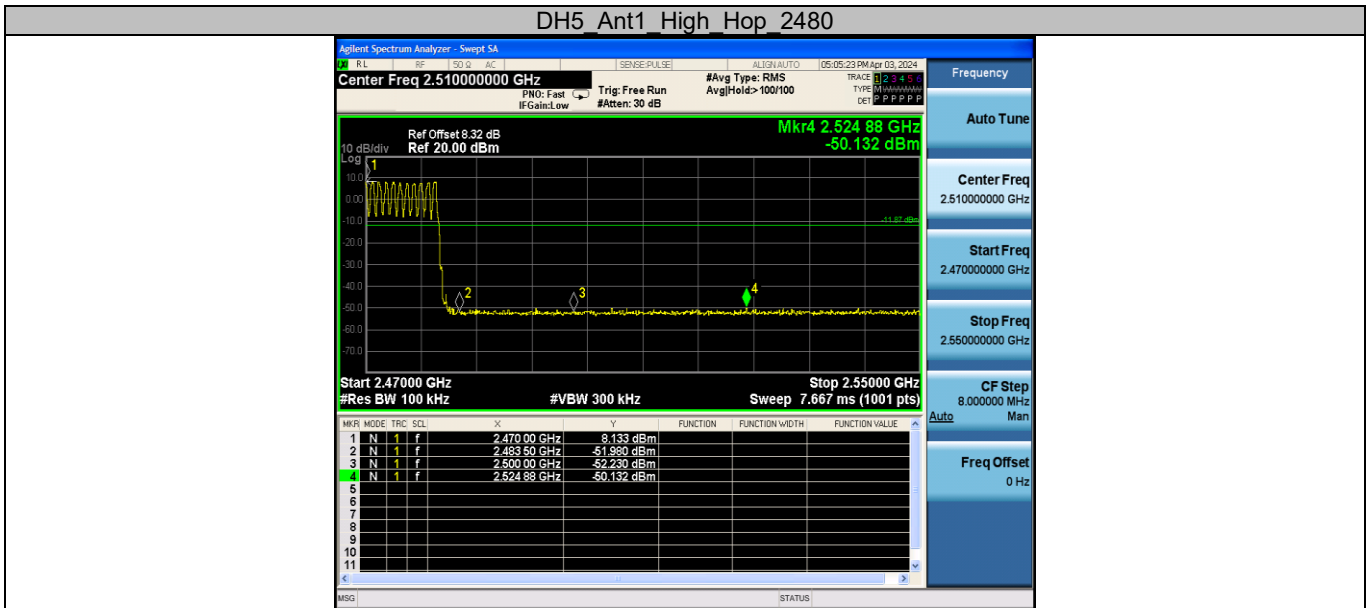 DH5_Ant1_High_Hop_2480
Agilent Spectrum Analyzer - Swept SA
RL RF 50 Ω AC SENSE:PULSE ALIGNAUTO 05:05:23 PM Apr 03, 2024
Center Freq 2.510000000 GHz
PNO: Fast
IFGain:Low
Trig: Free Run
#Atten: 30 dB
#Avg Type: RMS
Avg|Hold:>100/100
TRACE 1 2 3 4 5 6
TYPE MWWWWW
DET P P P P P P
Mkr4 2.524 88 GHz
-50.132 dBm
Ref Offset 8.32 dB
10 dB/div Ref 20.00 dBm
Log
10.0
0.00
-10.0
-20.0
-30.0
-40.0
-50.0
-60.0
-70.0
1
2
3
4
-11.87 dBm
Start 2.47000 GHz Stop 2.55000 GHz
#Res BW 100 kHz #VBW 300 kHz Sweep 7.667 ms (1001 pts)
MKR MODE TRC SCL X Y FUNCTION FUNCTION WIDTH FUNCTION VALUE
1 N 1 f 2.470 00 GHz 8.133 dBm
2 N 1 f 2.483 50 GHz -51.980 dBm
3 N 1 f 2.500 00 GHz -52.230 dBm
4 N 1 f 2.524 88 GHz -50.132 dBm
5
6
7
8
9
10
11
MSG STATUS
Frequency
Auto Tune
Center Freq
2.510000000 GHz
Start Freq
2.470000000 GHz
Stop Freq
2.550000000 GHz
CF Step
8.000000 MHz
Auto Man
Freq Offset
0 Hz